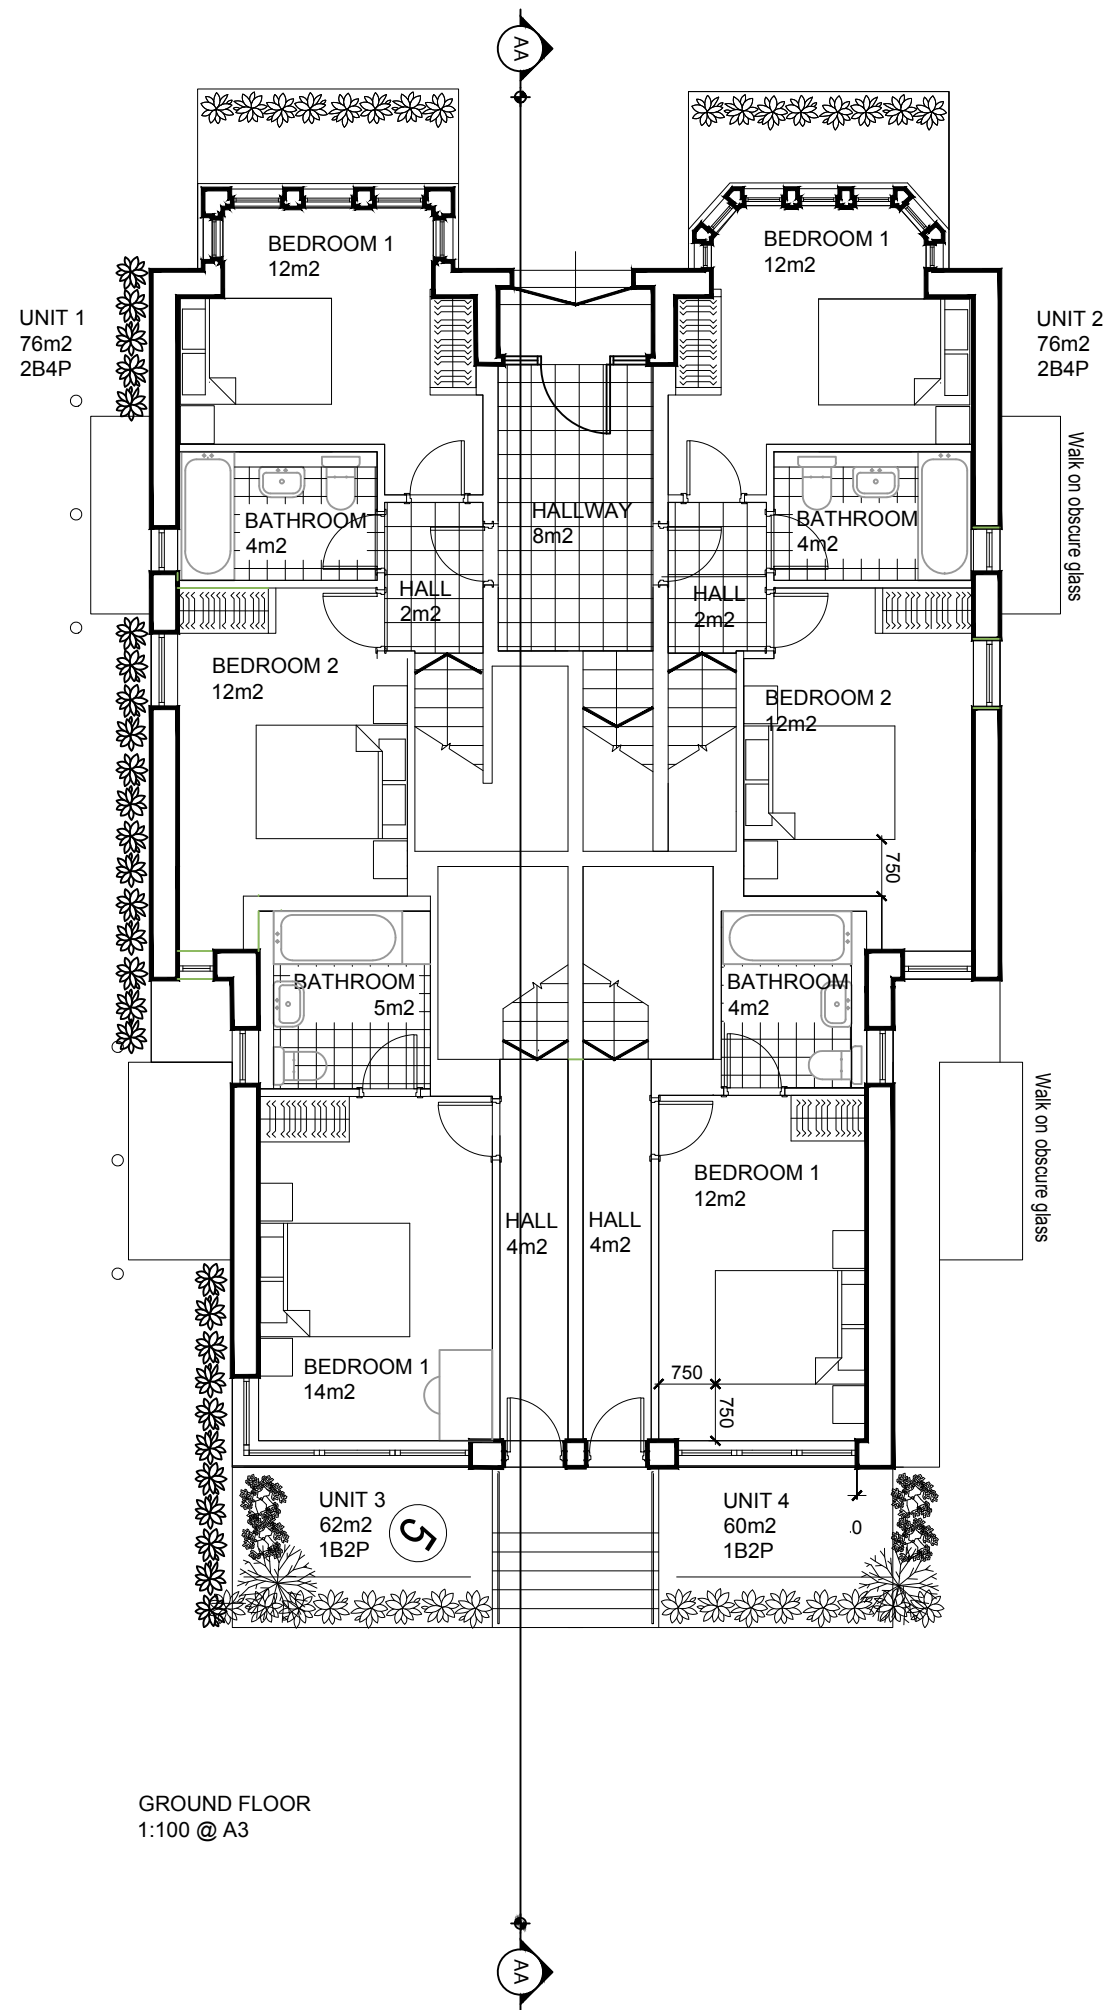 AA
BEDROOM 1
12m2
BEDROOM 1
12m2
UNIT 1
76m2
2B4P
UNIT 2
76m2
2B4P
Walk on obscure glass
BATHROOM
4m2
HALLWAY
8m2
BATHROOM
4m2
HALL
2m2
HALL
2m2
BEDROOM 2
12m2
BEDROOM 2
12m2
750
BATHROOM
5m2
BATHROOM
4m2
Walk on obscure glass
BEDROOM 1
12m2
HALL
4m2
HALL
4m2
BEDROOM 1
14m2
750
750
UNIT 3
62m2
1B2P
5
UNIT 4
60m2
1B2P
.0
GROUND FLOOR
1:100 @ A3
AA